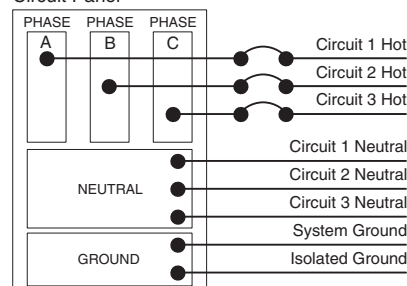 Circuit Panel
PHASE PHASE PHASE
A B C
Circuit 1 Hot
Circuit 2 Hot
Circuit 3 Hot
Circuit 1 Neutral
NEUTRAL
Circuit 2 Neutral
Circuit 3 Neutral
System Ground
GROUND
Isolated Ground